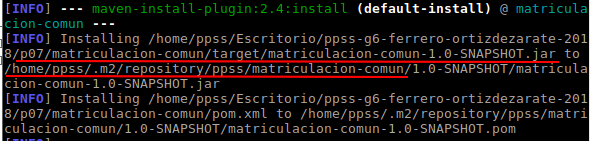 [INFO] --- maven-install-plugin:2.4:install (default-install) @ matricula
cion-comun ---
[INFO] Installing /home/ppss/Escritorio/ppss-g6-ferrero-ortizdezarate-201
8/p07/matriculacion-comun/target/matriculacion-comun-1.0-SNAPSHOT.jar to
/home/ppss/.m2/repository/ppss/matriculacion-comun/1.0-SNAPSHOT/matricula
cion-comun-1.0-SNAPSHOT.jar
[INFO] Installing /home/ppss/Escritorio/ppss-g6-ferrero-ortizdezarate-201
8/p07/matriculacion-comun/pom.xml to /home/ppss/.m2/repository/ppss/matri
culacion-comun/1.0-SNAPSHOT/matriculacion-comun-1.0-SNAPSHOT.pom